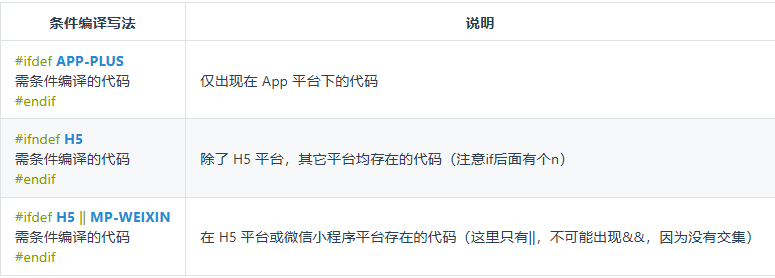 条件编译写法 说明
#ifdef APP-PLUS
需条件编译的代码
#endif
仅出现在 App 平台下的代码
#ifndef H5
需条件编译的代码
#endif
除了 H5 平台，其它平台均存在的代码（注意if后面有个n）
#ifdef H5 || MP-WEIXIN
需条件编译的代码
#endif
在 H5 平台或微信小程序平台存在的代码（这里只有||，不可能出现&&，因为没有交集）